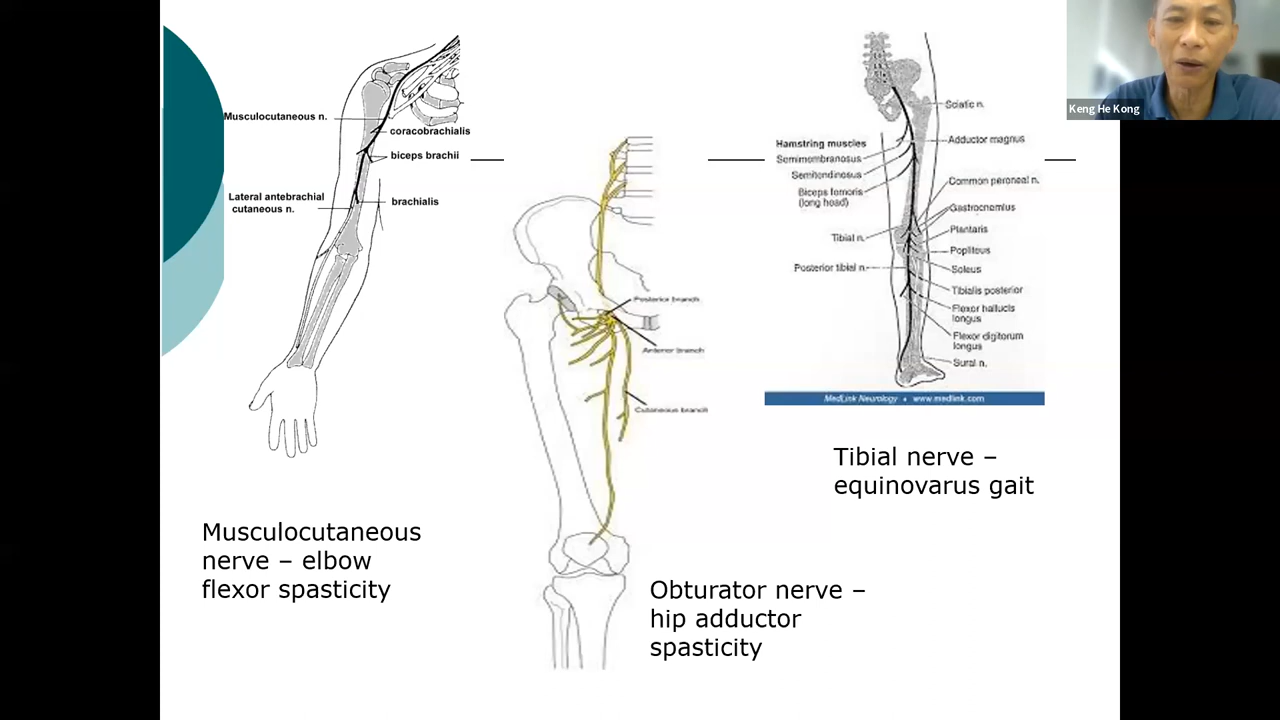 Musculocutaneous n.
coracobrachialis
biceps brachii
Lateral antebrachial
cutaneous n.
brachialis
Musculocutaneous
nerve – elbow
flexor spasticity
Posterior branch
Anterior branch
Cutaneous branch
Obturator nerve –
hip adductor
spasticity
Sciatic n.
Adductor magnus
Hamstring muscles
Semimembranosus
Semitendinosus
Biceps femoris
(long head)
Common peroneal n.
Gastrocnemius
Plantaris
Tibial n.
Popliteus
Posterior tibial n.
Soleus
Tibialis posterior
Flexor hallucis
longus
Flexor digitorum
longus
Sural n.
MedLink Neurology • www.medlink.com
Tibial nerve –
equinovarus gait
Keng He Kong